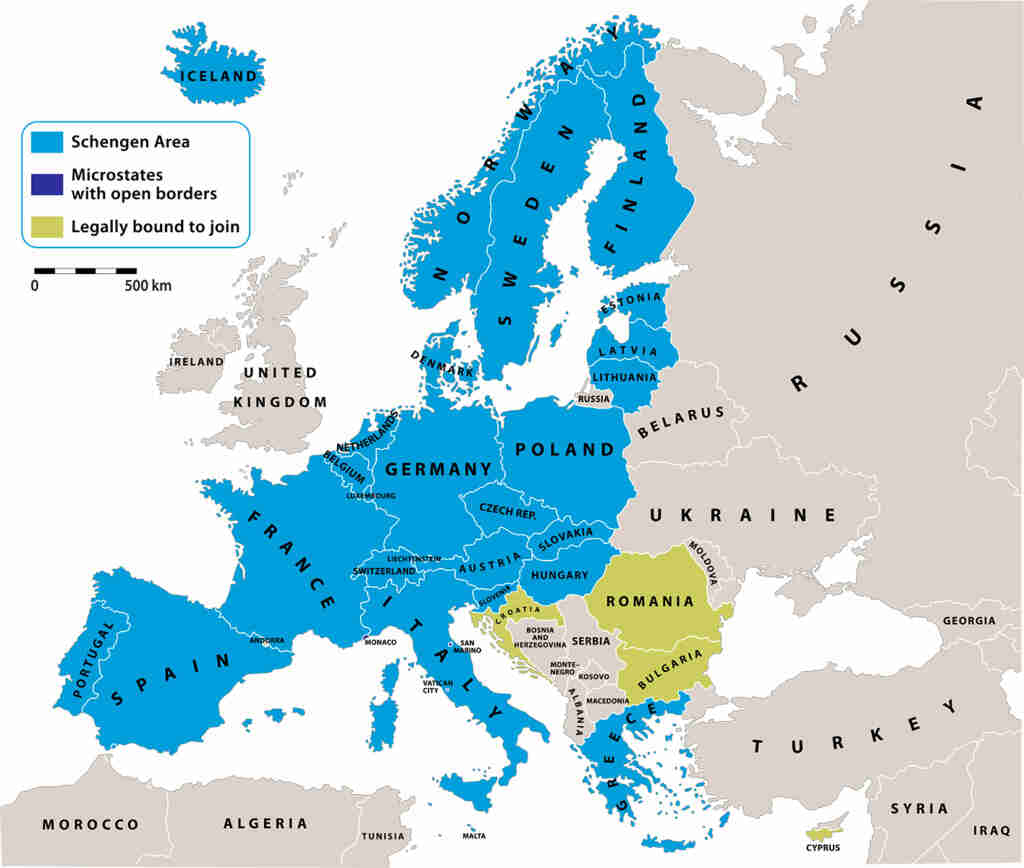 ICELAND
Schengen Area
Microstates
with open borders
Legally bound to join
0 500 km
NORWAY
SWEDEN
FINLAND
RUSSIA
ESTONIA
LATVIA
LITHUANIA
RUSSIA
DENMARK
IRELAND
UNITED
KINGDOM
BELARUS
NETHERLANDS
BELGIUM
LUXEMBOURG
GERMANY
POLAND
CZECH REP.
SLOVAKIA
UKRAINE
MOLDOVA
FRANCE
LIECHTENSTEIN
SWITZERLAND
AUSTRIA
HUNGARY
SLOVENIA
CROATIA
ROMANIA
BOSNIA
AND
HERZEGOVINA
SERBIA
GEORGIA
PORTUGAL
SPAIN
ANDORRA
MONACO
ITALY
SAN
MARINO
VATICAN
CITY
MONTE-
NEGRO
KOSOVO
BULGARIA
ALBANIA
MACEDONIA
GREECE
TURKEY
MOROCCO
ALGERIA
TUNISIA
MALTA
CYPRUS
SYRIA
IRAQ